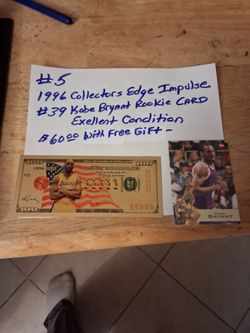 #5
1996 Collectors Edge Impulse
#39 Kobe Bryant Rookie CARD
Exellent Condition
$60.00 With Free Gift -
100
100
BRYANT